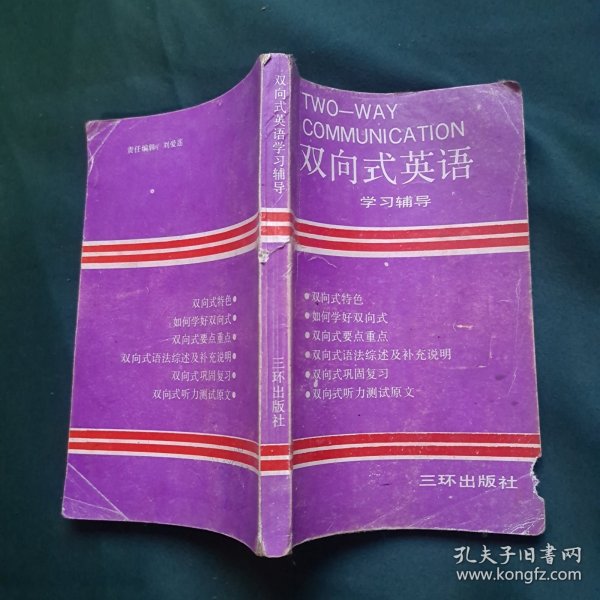 TWO—WAY
COMMUNICATION
双向式英语
学习辅导
●双向式特色
●如何学好双向式
●双向式要点重点
●双向式语法综述及补充说明
●双向式巩固复习
●双向式听力测试原文
三环出版社
双向式英语学习辅导
三环出版社
责任编辑： 刘爱莲
双向式特色●
如何学好双向式●
双向式要点重点●
双向式语法综述及补充说明●
双向式巩固复习●
双向式听力测试原文●
孔夫子旧书网
www.kongfz.com